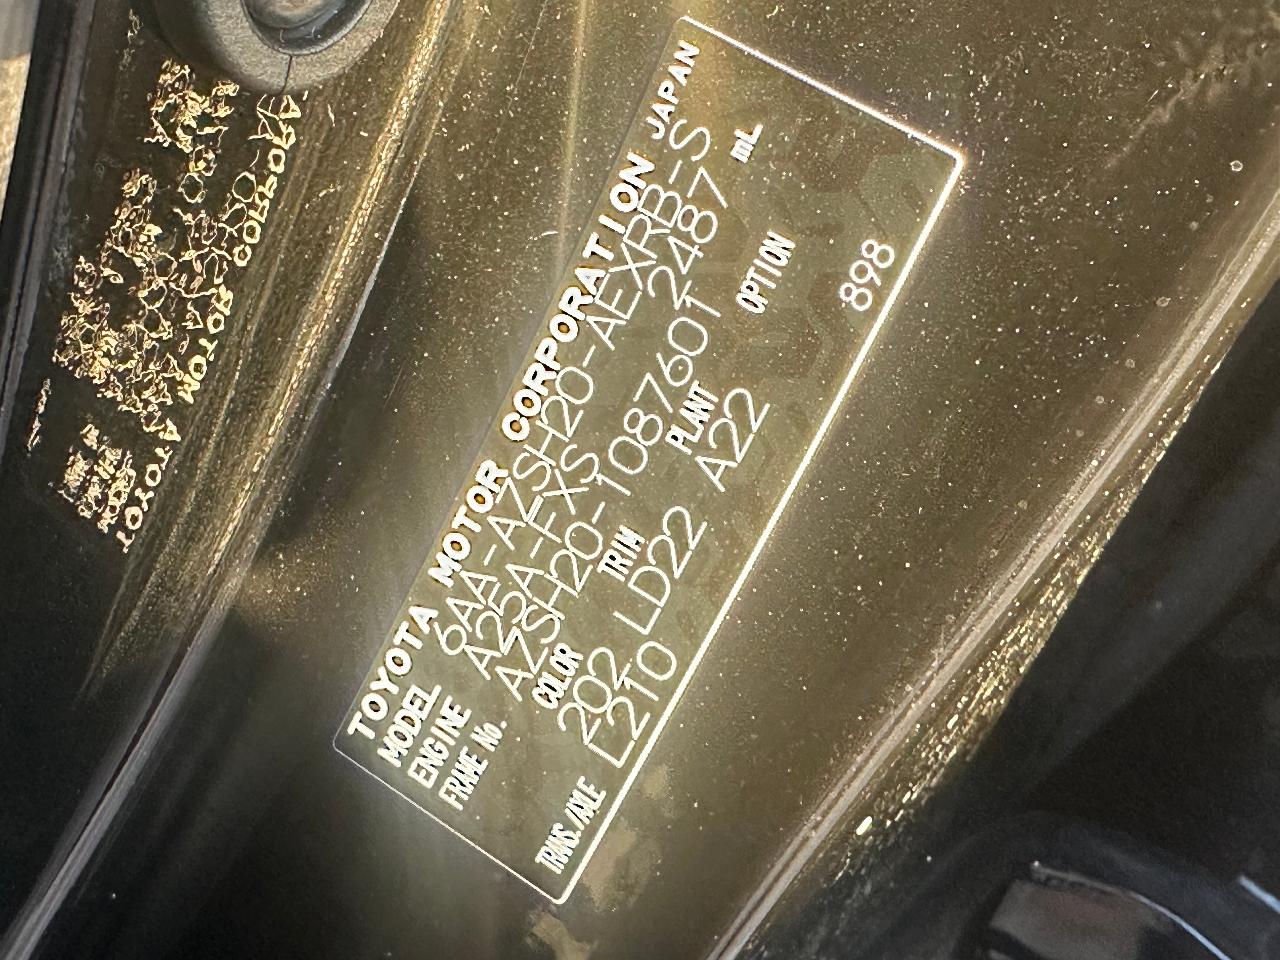 TOYOTA MOTOR CORPORATION JAPAN
MODEL 6AA-AZSH20-AEXRB-S
ENGINE A25A-FXS 2487 mL
FRAME No. AZSH20-1087601
COLOR TRIM PLANT OPTION
202 LD22 A22 898
TRANS./AXLE L210